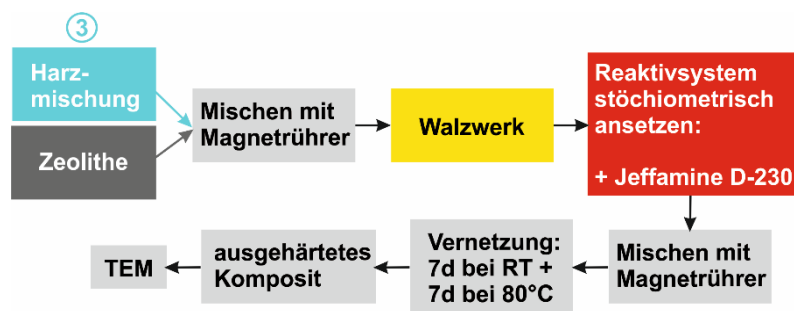 3
Harz-
mischung
Zeolithe
Mischen mit
Magnetrührer
Walzwerk
Reaktivsystem
stöchiometrisch
ansetzen:
+ Jeffamine D-230
Mischen mit
Magnetrührer
Vernetzung:
7d bei RT +
7d bei 80°C
ausgehärtetes
Komposit
TEM